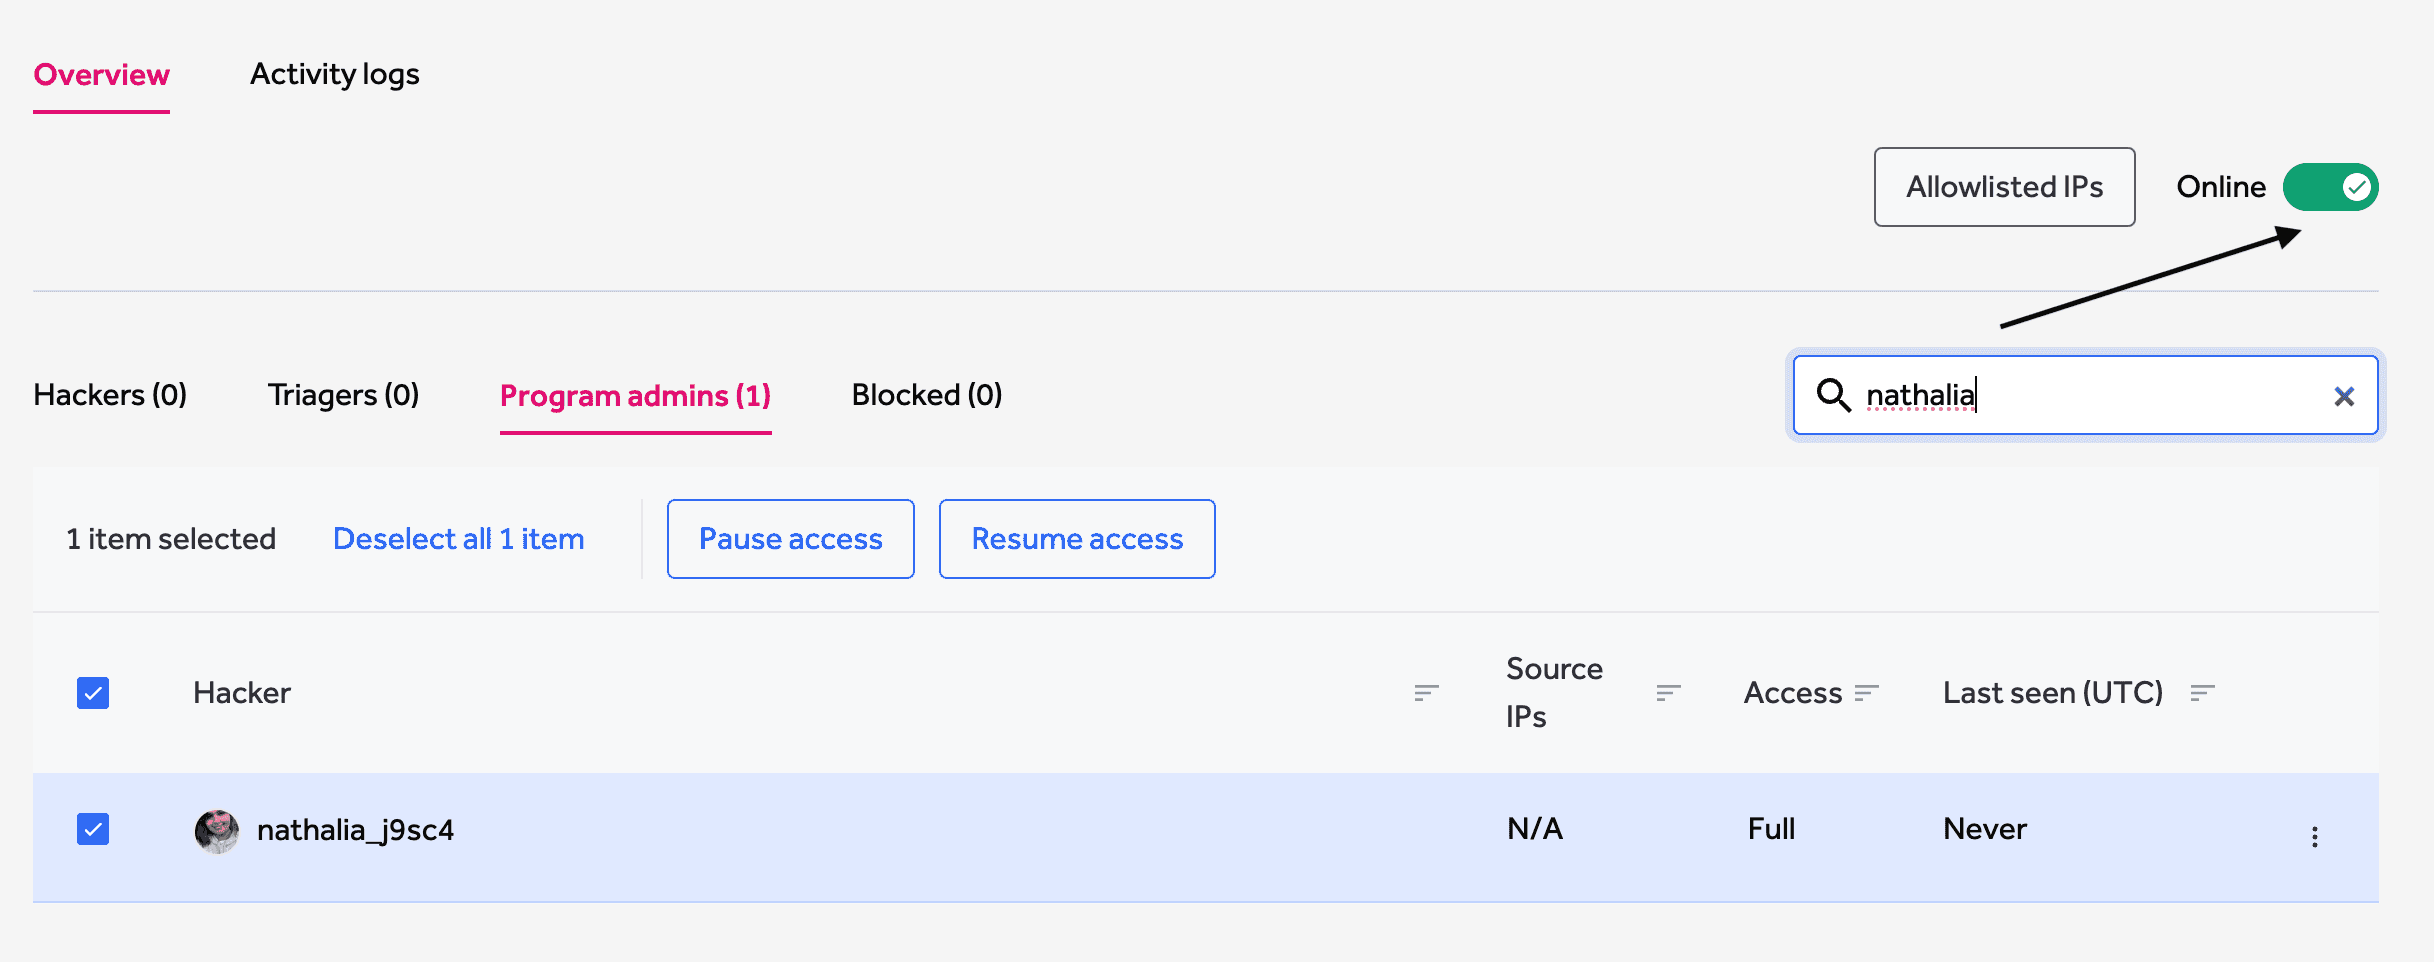 Overview Activity logs
Allowlisted IPs Online
Hackers (0) Triagers (0) Program admins (1) Blocked (0) nathalia
1 item selected Deselect all 1 item Pause access Resume access
Hacker Source IPs Access Last seen (UTC)
nathalia_j9sc4 N/A Full Never